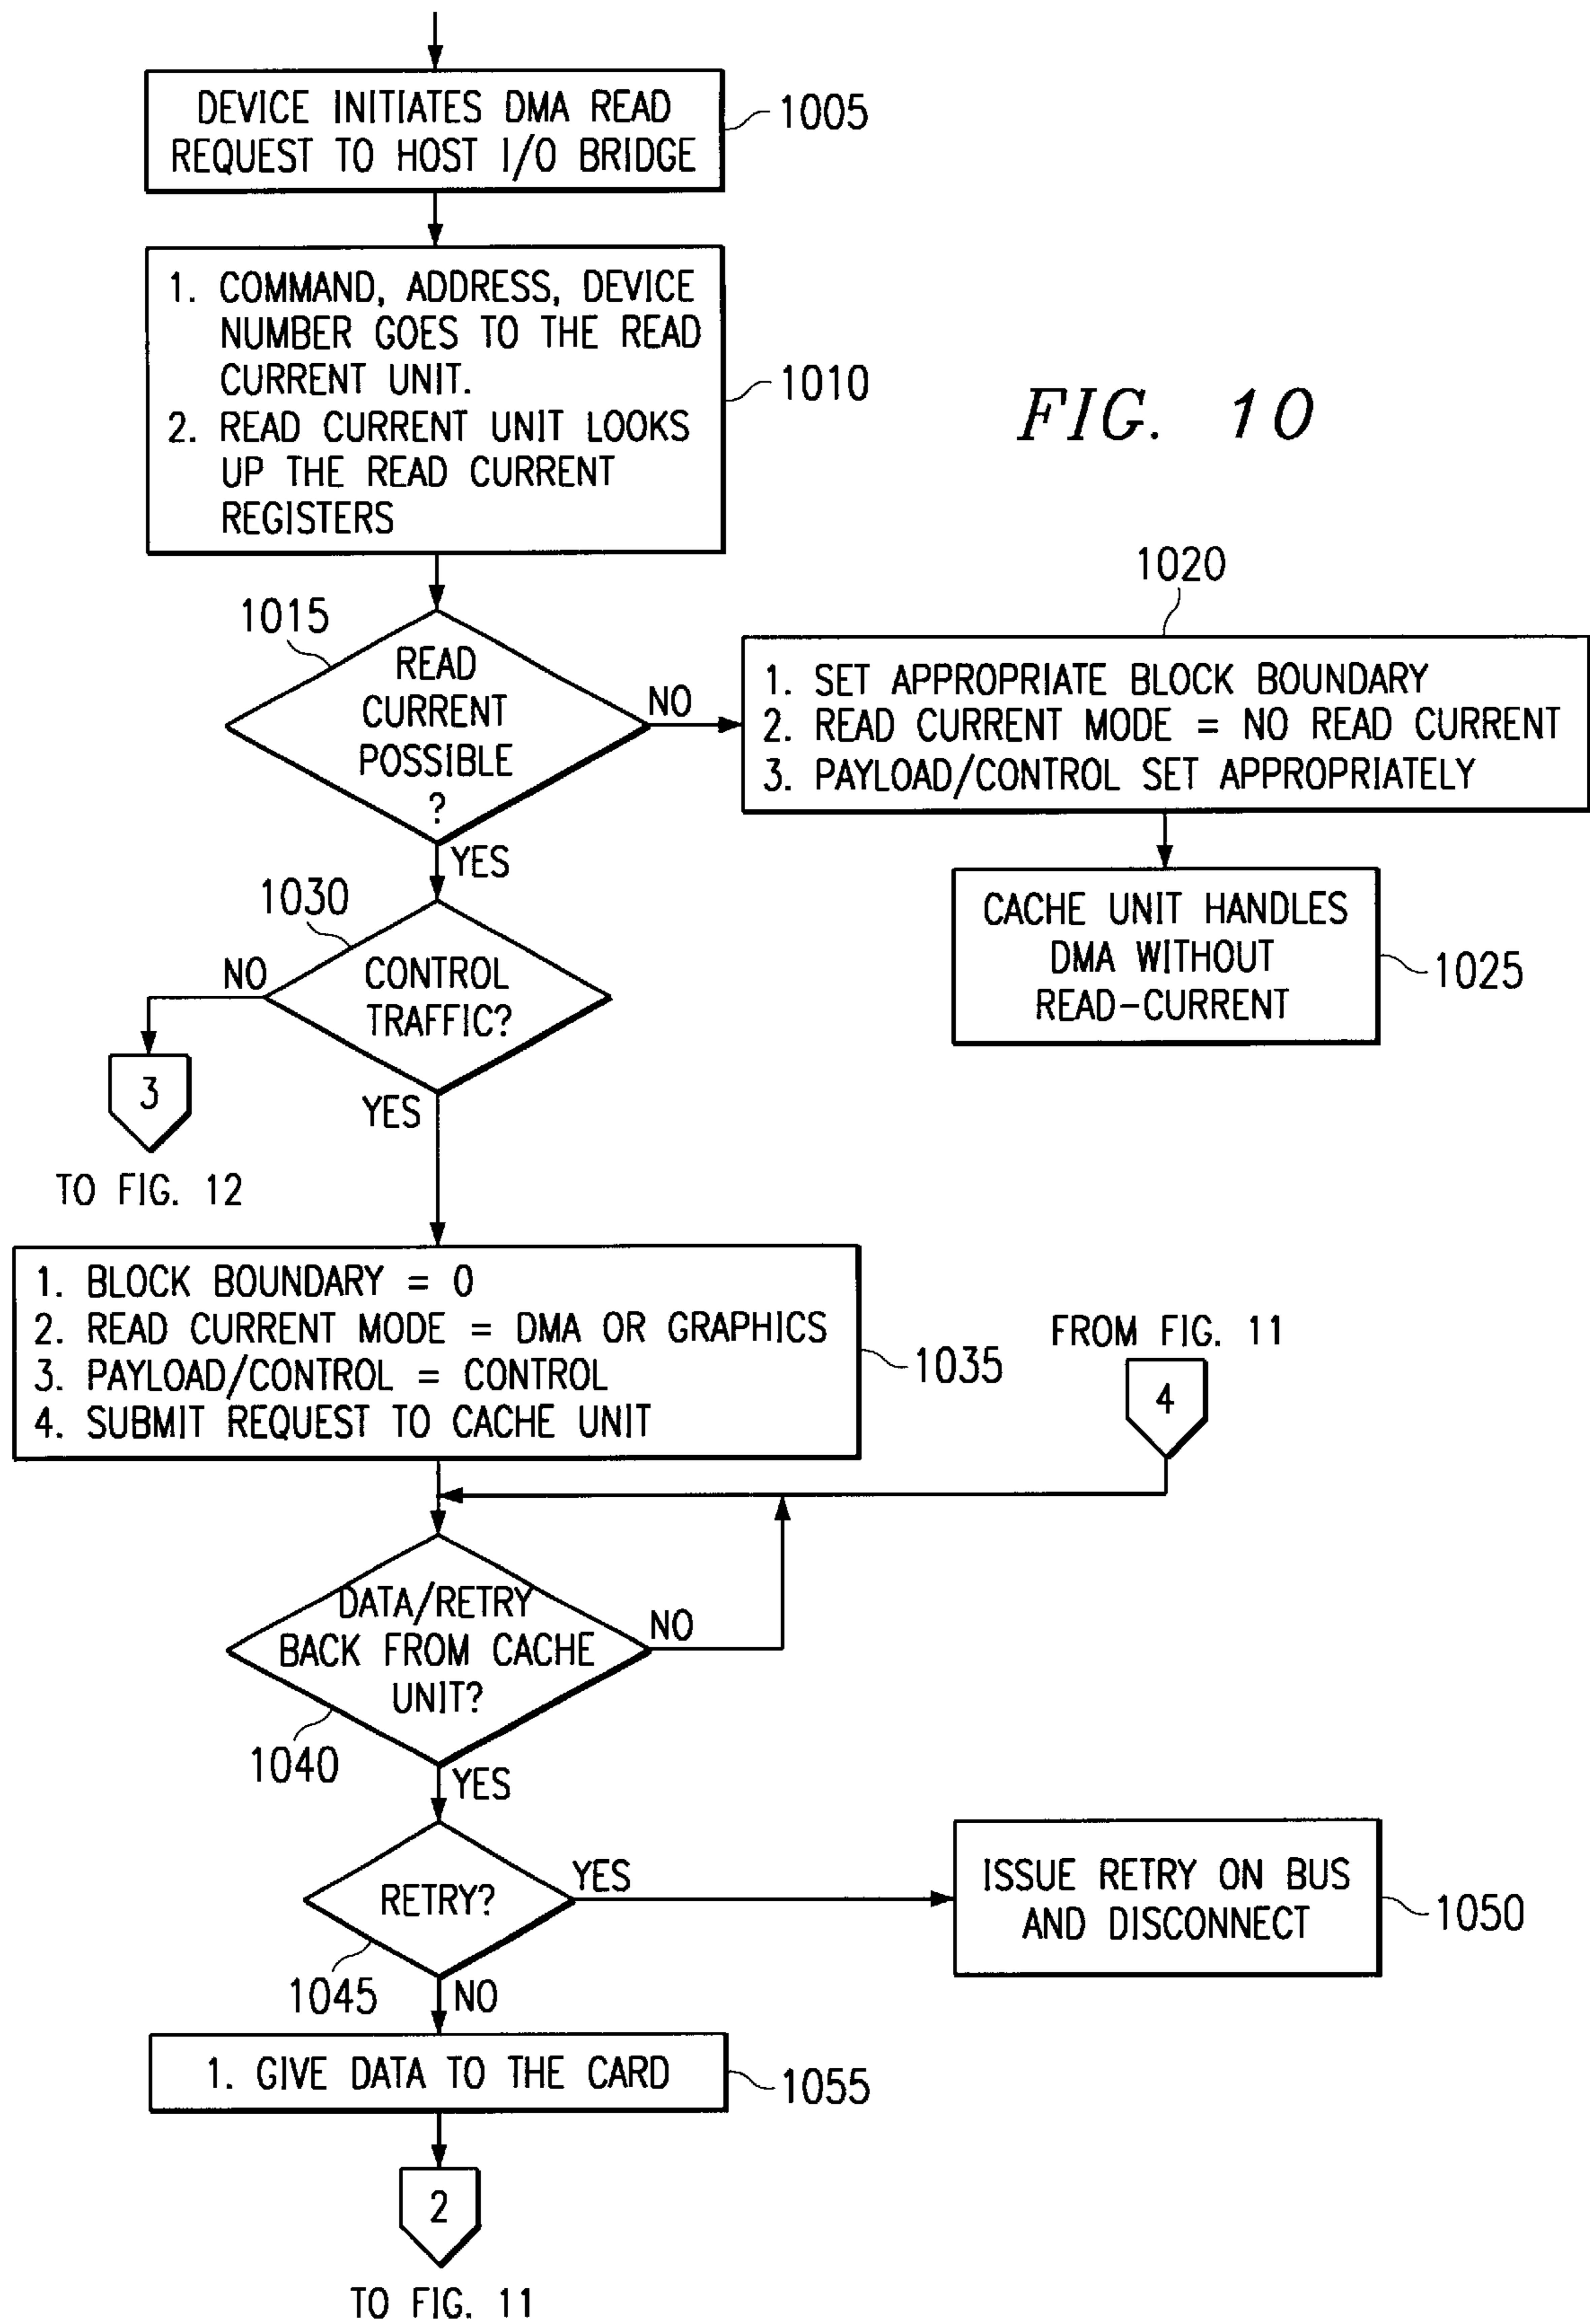 DEVICE INITIATES DMA READ
REQUEST TO HOST I/O BRIDGE
1005
1. COMMAND, ADDRESS, DEVICE
NUMBER GOES TO THE READ
CURRENT UNIT.
2. READ CURRENT UNIT LOOKS
UP THE READ CURRENT
REGISTERS
1010
FIG. 10
1015
READ
CURRENT
POSSIBLE
?
NO
YES
1020
1. SET APPROPRIATE BLOCK BOUNDARY
2. READ CURRENT MODE = NO READ CURRENT
3. PAYLOAD/CONTROL SET APPROPRIATELY
CACHE UNIT HANDLES
DMA WITHOUT
READ-CURRENT
1025
1030
CONTROL
TRAFFIC?
NO
YES
3
TO FIG. 12
1. BLOCK BOUNDARY = 0
2. READ CURRENT MODE = DMA OR GRAPHICS
3. PAYLOAD/CONTROL = CONTROL
4. SUBMIT REQUEST TO CACHE UNIT
1035
FROM FIG. 11
4
DATA/RETRY
BACK FROM CACHE
UNIT?
NO
1040
YES
RETRY?
YES
1045
NO
ISSUE RETRY ON BUS
AND DISCONNECT
1050
1. GIVE DATA TO THE CARD
1055
2
TO FIG. 11